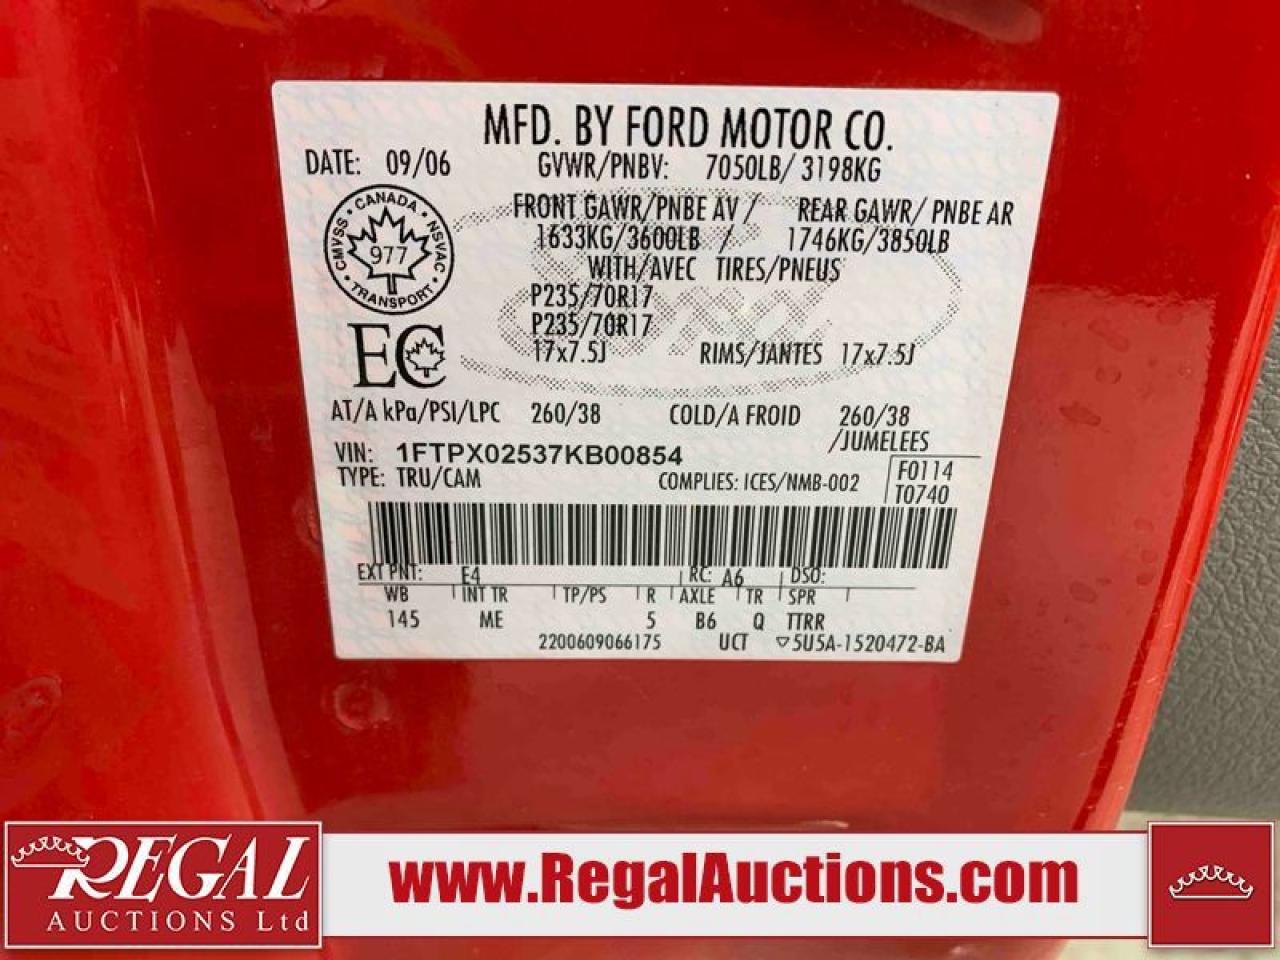 MFD. BY FORD MOTOR CO.
DATE: 09/06 GVWR/PNBV: 7050LB/ 3198KG
FRONT GAWR/PNBE AV / REAR GAWR/ PNBE AR
1633KG/3600LB / 1746KG/3850LB
WITH/AVEC TIRES/PNEUS
P235/70R17
P235/70R17
17x7.5J RIMS/JANTES 17x7.5J
CANADA
CMVSS NSVAC
977
TRANSPORT
EC
AT/A kPa/PSI/LPC 260/38 COLD/A FROID 260/38
/JUMELEES
VIN: 1FTPX02537KB00854
TYPE: TRU/CAM COMPLIES: ICES/NMB-002
F0114
T0740
EXT PNT: E4 RC: A6 DSO:
WB INT TR TP/PS R AXLE TR SPR
145 ME 5 B6 Q TTRR
2200609066175 UCT 5U5A-1520472-BA
REGAL
AUCTIONS Ltd
www.RegalAuctions.com